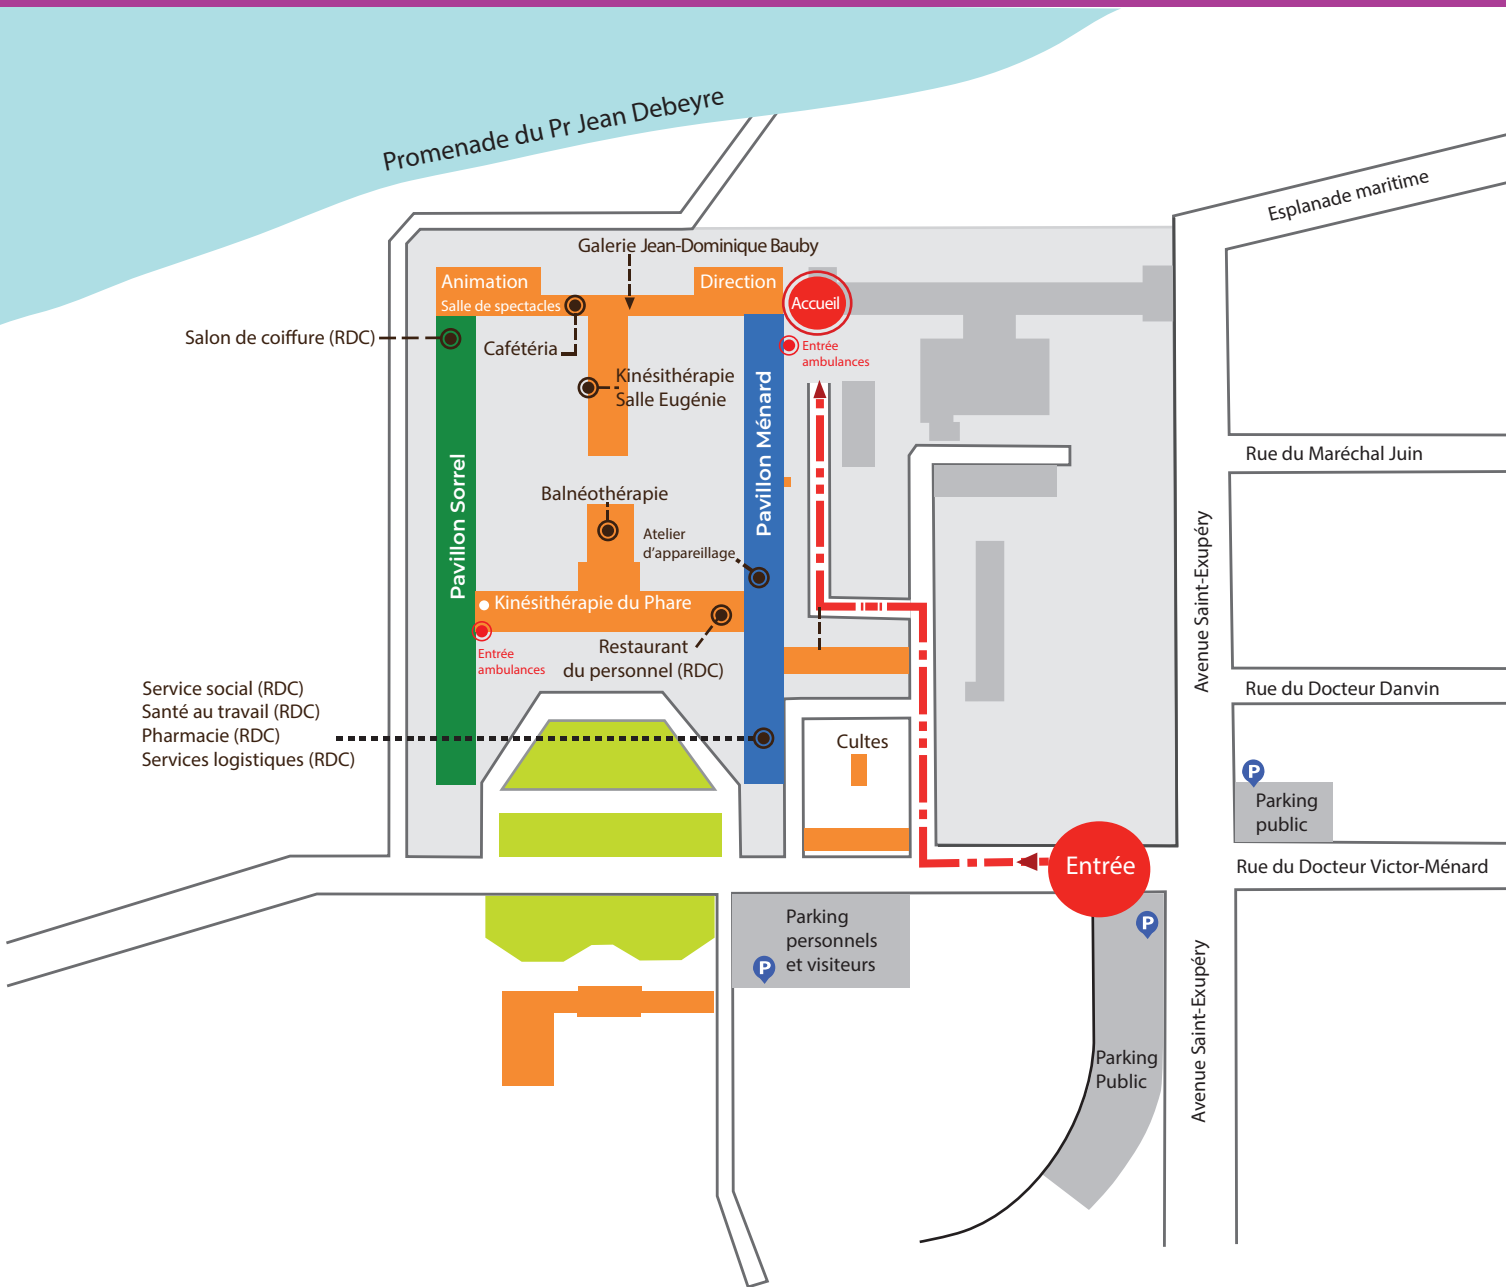 Promenade du Pr Jean Debeyre
Esplanade maritime
Galerie Jean-Dominique Bauby
Animation
Salle de spectacles
Direction
Accueil
Salon de coiffure (RDC)
Cafétéria
Entrée
ambulances
Kinésithérapie
Salle Eugénie
Pavillon Sorrel
Pavillon Ménard
Rue du Maréchal Juin
Balnéothérapie
Atelier
d'appareillage
Avenue Saint-Exupéry
Kinésithérapie du Phare
Entrée
ambulances
Restaurant
du personnel (RDC)
Service social (RDC)
Santé au travail (RDC)
Pharmacie (RDC)
Services logistiques (RDC)
Rue du Docteur Danvin
Cultes
P
Parking
public
Entrée
Rue du Docteur Victor-Ménard
Parking
personnels
et visiteurs
P
P
Avenue Saint-Exupéry
Parking
Public